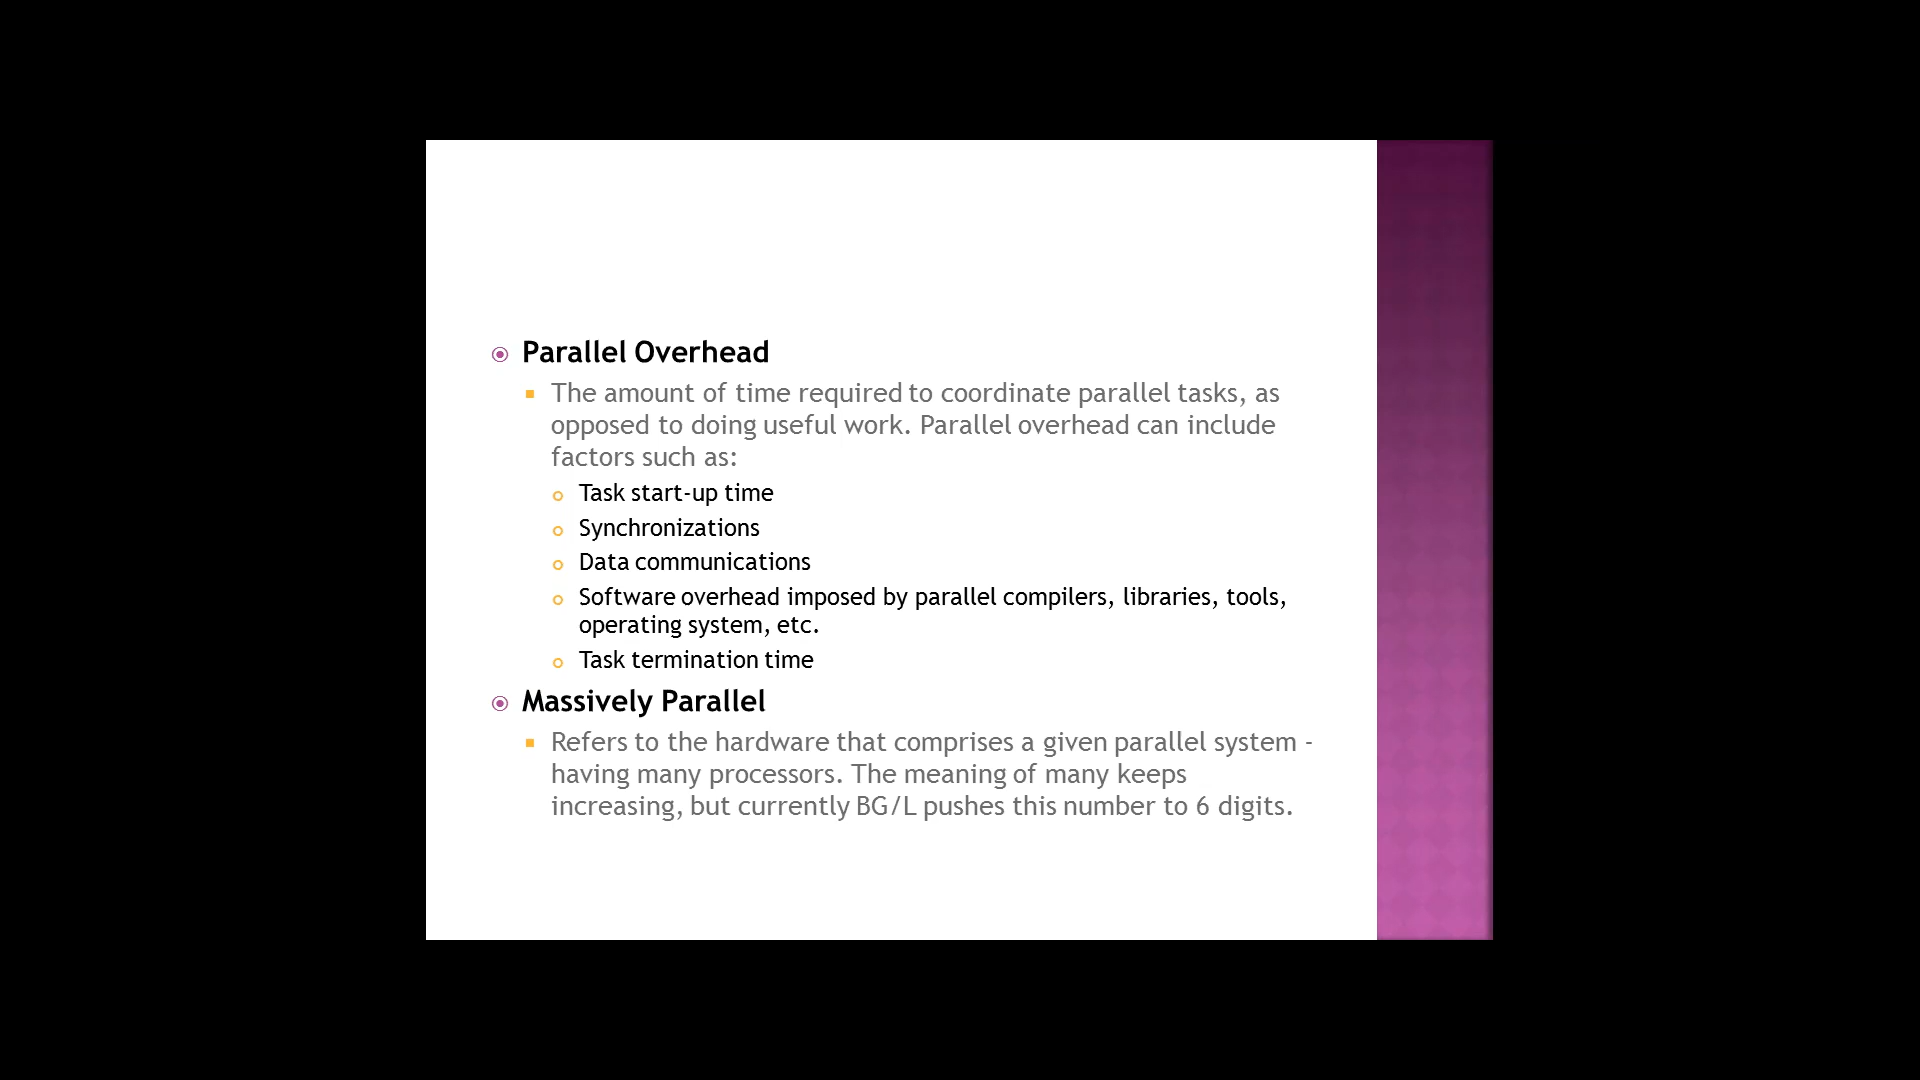 Parallel Overhead
The amount of time required to coordinate parallel tasks, as
opposed to doing useful work. Parallel overhead can include
factors such as:
Task start-up time
Synchronizations
Data communications
Software overhead imposed by parallel compilers, libraries, tools,
operating system, etc.
Task termination time
Massively Parallel
Refers to the hardware that comprises a given parallel system -
having many processors. The meaning of many keeps
increasing, but currently BG/L pushes this number to 6 digits.